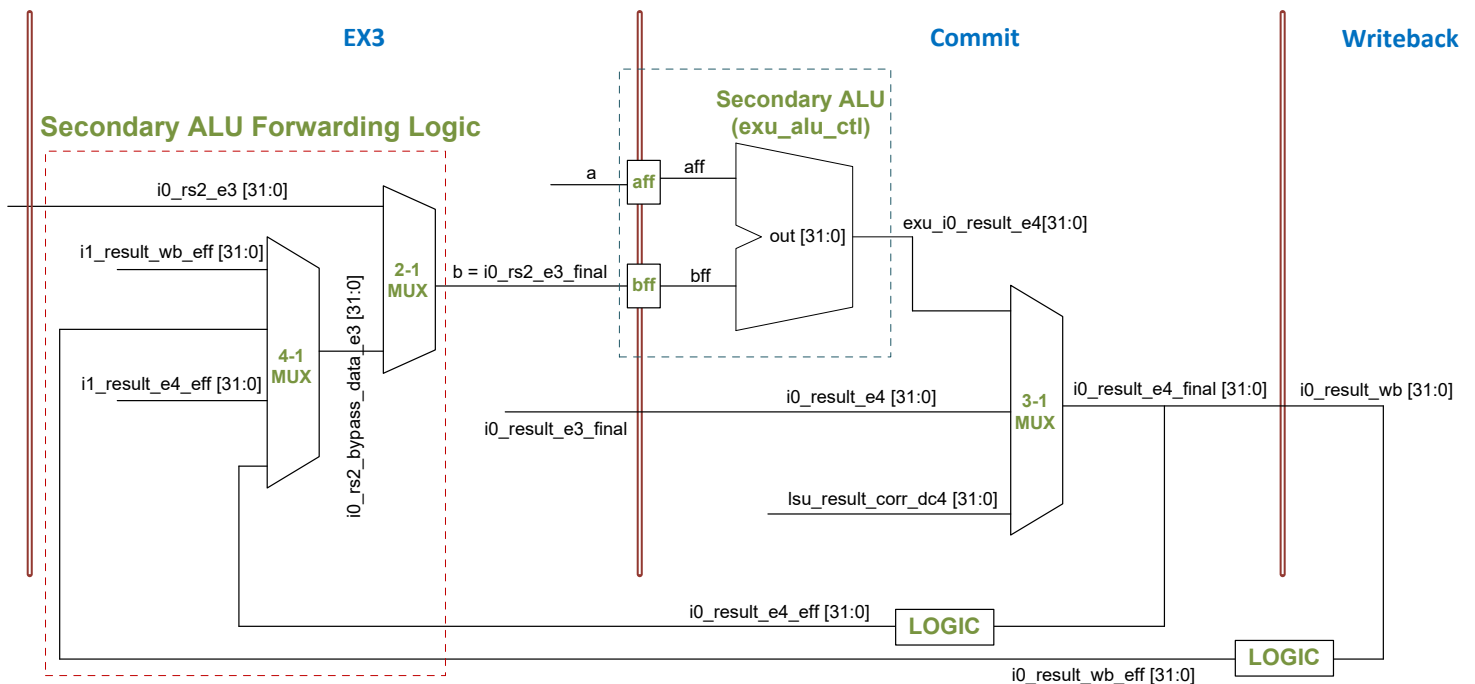 EX3
Commit
Writeback
Secondary ALU Forwarding Logic
Secondary ALU
(exu_alu_ctl)
i0_rs2_e3 [31:0]
a
aff
aff
i1_result_wb_eff [31:0]
2-1
MUX
b = i0_rs2_e3_final
bff
bff
out [31:0]
exu_i0_result_e4[31:0]
4-1
MUX
i0_rs2_bypass_data_e3 [31:0]
i1_result_e4_eff [31:0]
i0_result_e4 [31:0]
i0_result_e3_final
3-1
MUX
i0_result_e4_final [31:0]
i0_result_wb [31:0]
lsu_result_corr_dc4 [31:0]
i0_result_e4_eff [31:0]
LOGIC
LOGIC
i0_result_wb_eff [31:0]